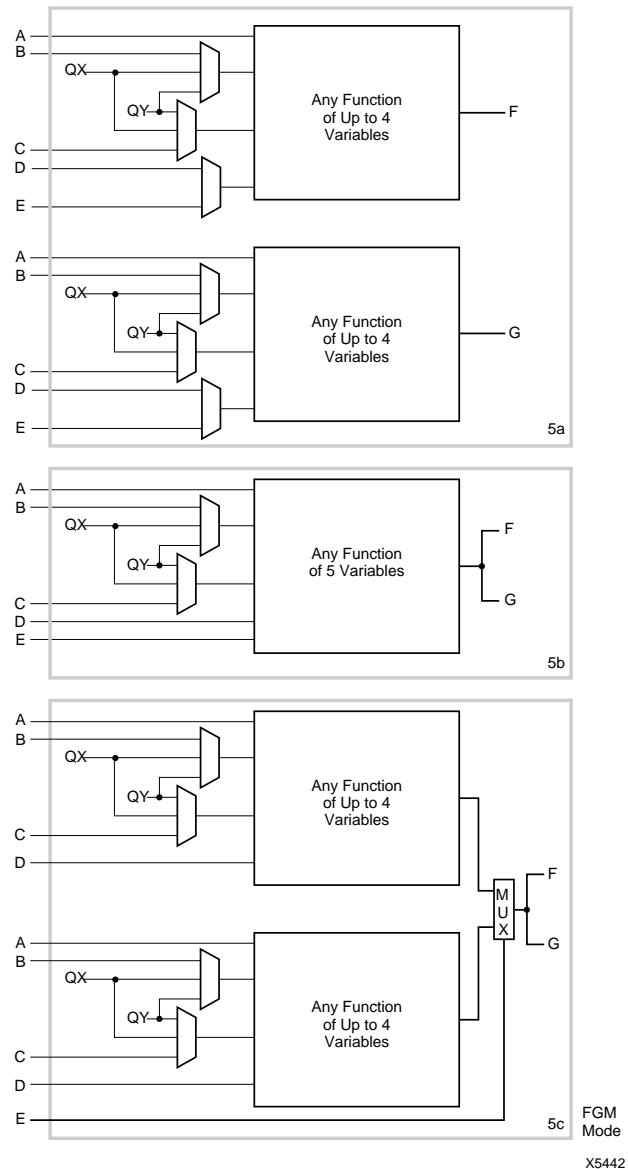 A
B
QX
QY
C
D
E
Any Function
of Up to 4
Variables
F
A
B
QX
QY
C
D
E
Any Function
of Up to 4
Variables
G
5a
A
B
QX
QY
C
D
E
Any Function
of 5 Variables
F
G
5b
A
B
QX
QY
C
D
Any Function
of Up to 4
Variables
A
B
QX
QY
C
D
E
Any Function
of Up to 4
Variables
M
U
X
F
G
5c
FGM
Mode
X5442